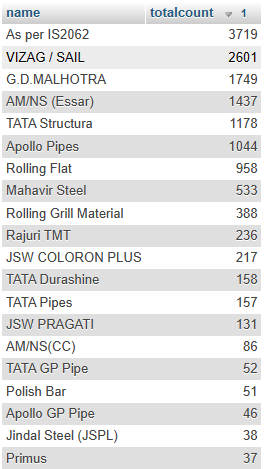 name totalcount 1
As per IS2062 3719
VIZAG / SAIL 2601
G.D.MALHOTRA 1749
AM/NS (Essar) 1437
TATA Structura 1178
Apollo Pipes 1044
Rolling Flat 958
Mahavir Steel 533
Rolling Grill Material 388
Rajuri TMT 236
JSW COLORON PLUS 217
TATA Durashine 158
TATA Pipes 157
JSW PRAGATI 131
AM/NS(CC) 86
TATA GP Pipe 52
Polish Bar 51
Apollo GP Pipe 46
Jindal Steel (JSPL) 38
Primus 37